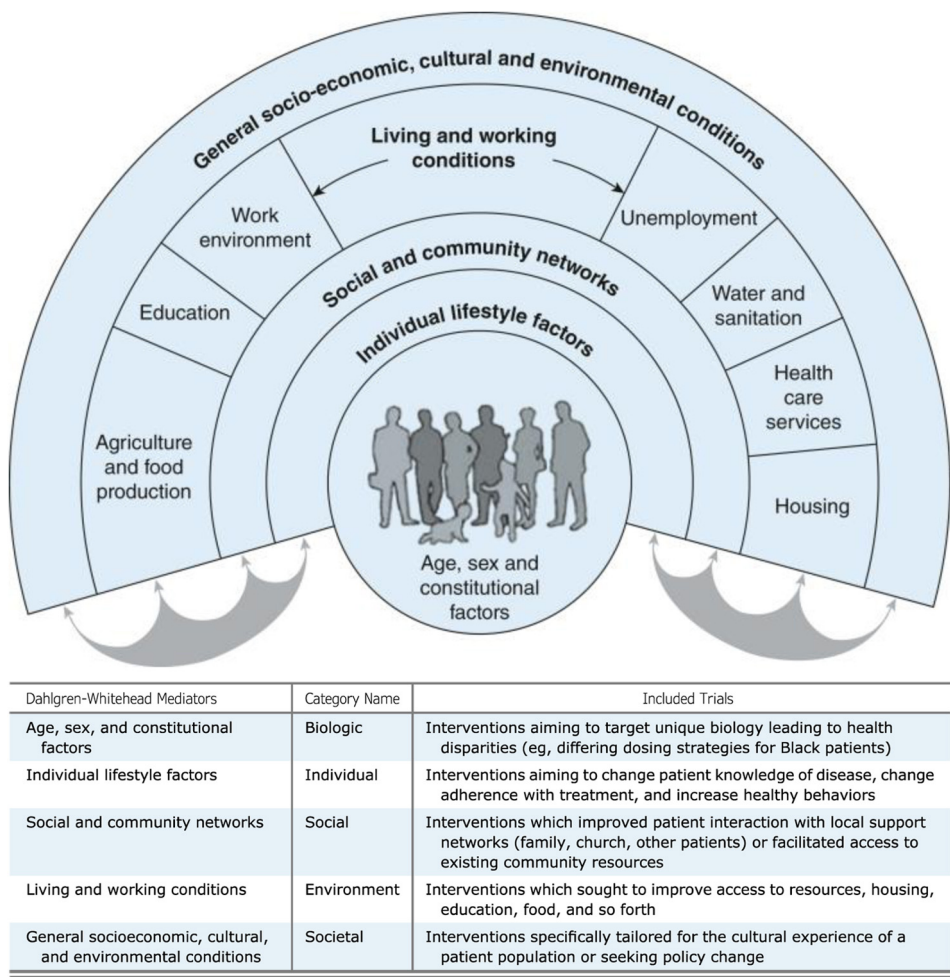 General socio-economic, cultural and environmental conditions
Living and working
conditions
Work
environment
Unemployment
Education
Water and
sanitation
Agriculture
and food
production
Health
care
services
Housing
Social and community networks
Individual lifestyle factors
Age, sex and
constitutional
factors
Dahlgren-Whitehead Mediators Category Name Included Trials
Age, sex, and constitutional
factors
Biologic
Interventions aiming to target unique biology leading to health
disparities (eg, differing dosing strategies for Black patients)
Individual lifestyle factors
Individual
Interventions aiming to change patient knowledge of disease, change
adherence with treatment, and increase healthy behaviors
Social and community networks
Social
Interventions which improved patient interaction with local support
networks (family, church, other patients) or facilitated access to
existing community resources
Living and working conditions
Environment
Interventions which sought to improve access to resources, housing,
education, food, and so forth
General socioeconomic, cultural,
and environmental conditions
Societal
Interventions specifically tailored for the cultural experience of a
patient population or seeking policy change